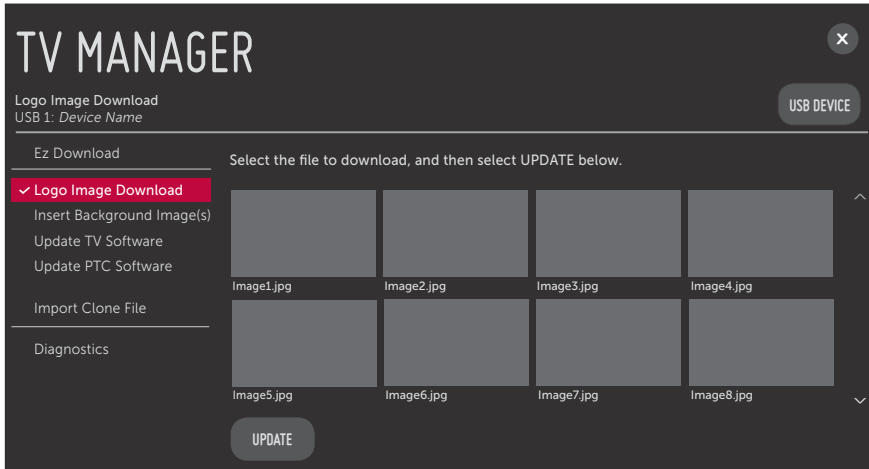 TV MANAGER
X
Logo Image Download
USB 1: Device Name
USB DEVICE
Ez Download
Logo Image Download
Insert Background Image(s)
Update TV Software
Update PTC Software
Import Clone File
Diagnostics
Select the file to download, and then select UPDATE below.
Image1.jpg Image2.jpg Image3.jpg Image4.jpg
Image5.jpg Image6.jpg Image7.jpg Image8.jpg
UPDATE